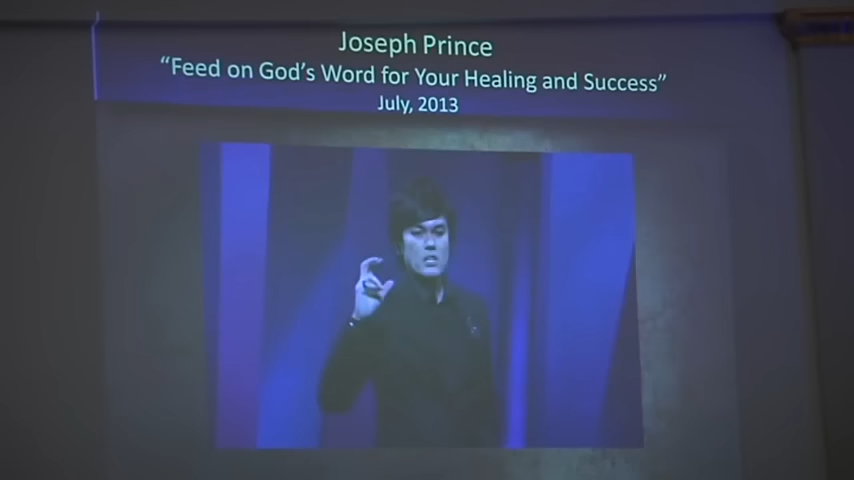 Joseph Prince
“Feed on God’s Word for Your Healing and Success”
July, 2013